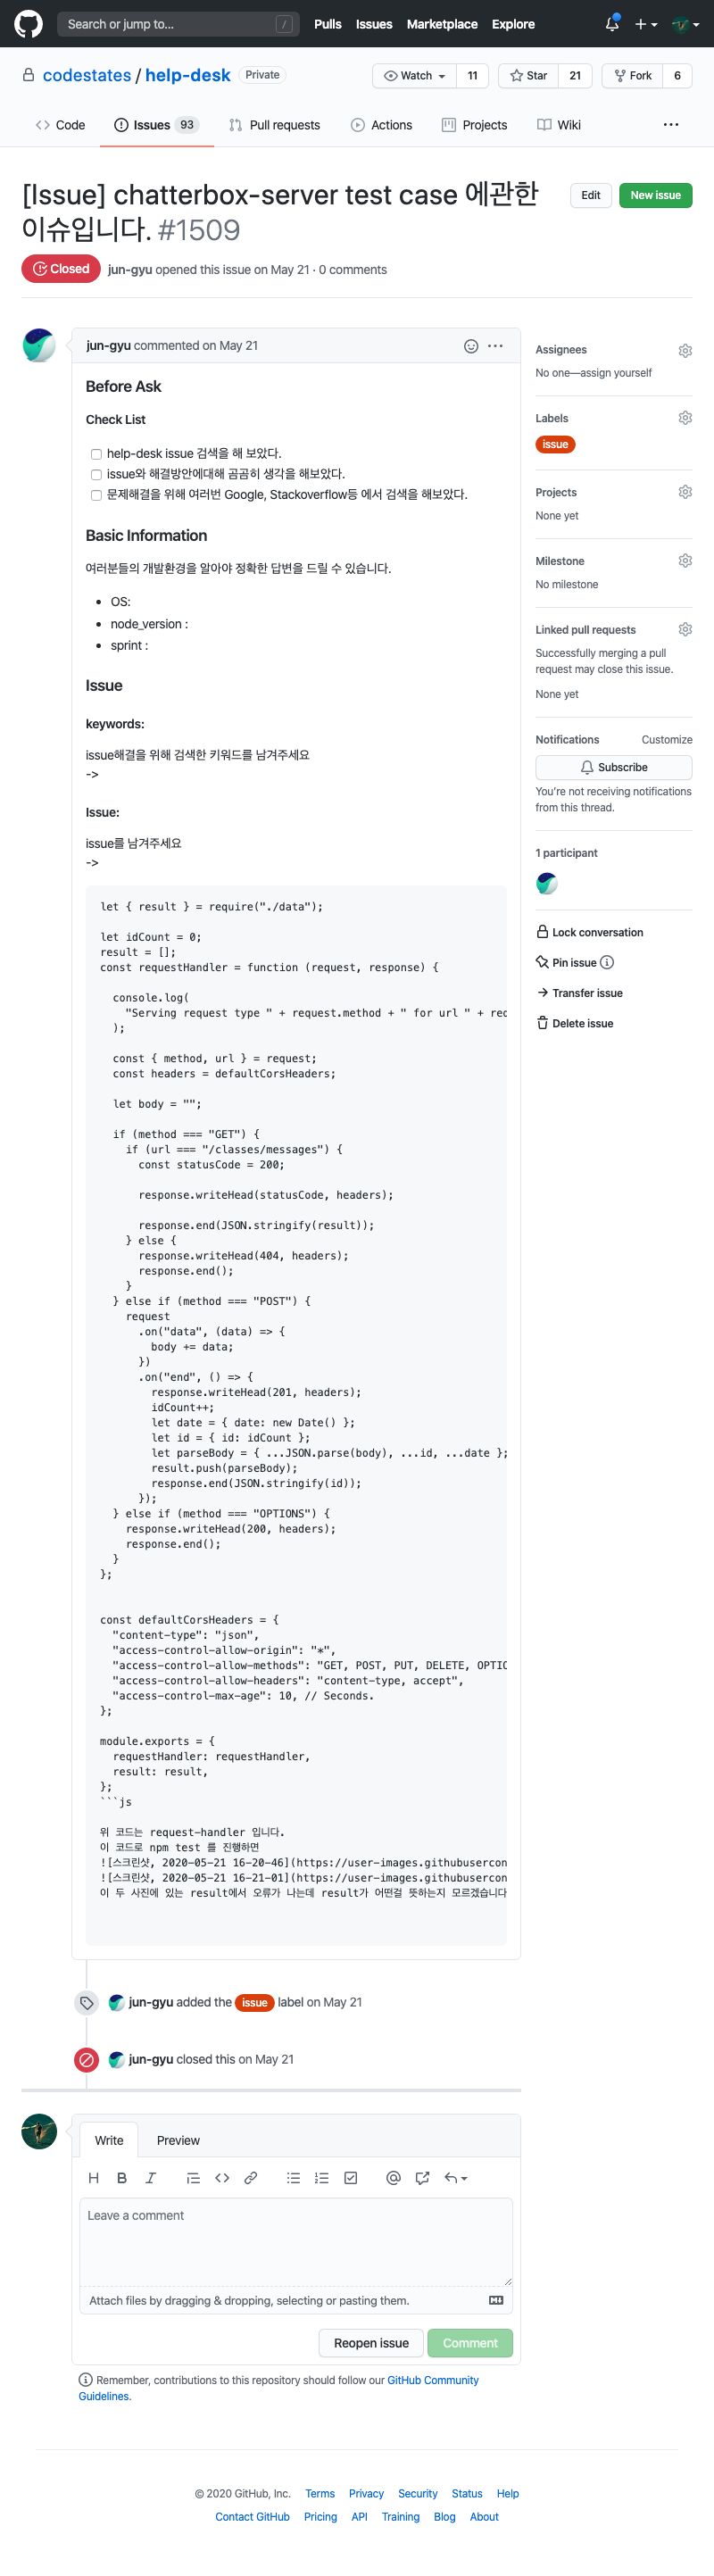 Search or jump to... /
Pulls Issues Marketplace Explore
codestates / help-desk Private
Watch 11 Star 21 Fork 6
Code Issues 93 Pull requests Actions Projects Wiki
[Issue] chatterbox-server test case 에관한
이슈입니다. #1509
Edit New issue
Closed jun-gyu opened this issue on May 21 · 0 comments
jun-gyu commented on May 21
Before Ask
Check List
help-desk issue 검색을 해 보았다.
issue와 해결방안에대해 곰곰히 생각을 해보았다.
문제해결을 위해 여러번 Google, Stackoverflow등 에서 검색을 해보았다.
Basic Information
여러분들의 개발환경을 알아야 정확한 답변을 드릴 수 있습니다.
OS:
node_version :
sprint :
Issue
keywords:
issue해결을 위해 검색한 키워드를 남겨주세요
->
Issue:
issue를 남겨주세요
->
let { result } = require("./data");
let idCount = 0;
result = [];
const requestHandler = function (request, response) {
console.log(
"Serving request type " + request.method + " for url " + req
);
const { method, url } = request;
const headers = defaultCorsHeaders;
let body = "";
if (method === "GET") {
if (url === "/classes/messages") {
const statusCode = 200;
response.writeHead(statusCode, headers);
response.end(JSON.stringify(result));
} else {
response.writeHead(404, headers);
response.end();
}
} else if (method === "POST") {
request
.on("data", (data) => {
body += data;
})
.on("end", () => {
response.writeHead(201, headers);
idCount++;
let date = { date: new Date() };
let id = { id: idCount };
let parseBody = { ...JSON.parse(body), ...id, ...date };
result.push(parseBody);
response.end(JSON.stringify(id));
});
} else if (method === "OPTIONS") {
response.writeHead(200, headers);
response.end();
}
};
const defaultCorsHeaders = {
"content-type": "json",
"access-control-allow-origin": "*",
"access-control-allow-methods": "GET, POST, PUT, DELETE, OPTIO
"access-control-allow-headers": "content-type, accept",
"access-control-max-age": 10, // Seconds.
};
module.exports = {
requestHandler: requestHandler,
result: result,
};
```js
위 코드는 request-handler 입니다.
이 코드로 npm test 를 진행하면
![스크린샷, 2020-05-21 16-20-46](https://user-images.githubusercon
![스크린샷, 2020-05-21 16-21-01](https://user-images.githubusercon
이 두 사진에 있는 result에서 오류가 나는데 result가 어떤걸 뜻하는지 모르겠습니다
jun-gyu added the issue label on May 21
jun-gyu closed this on May 21
Assignees
No one—assign yourself
Labels
issue
Projects
None yet
Milestone
No milestone
Linked pull requests
Successfully merging a pull
request may close this issue.
None yet
Notifications Customize
Subscribe
You're not receiving notifications
from this thread.
1 participant
Lock conversation
Pin issue
Transfer issue
Delete issue
Write Preview
Leave a comment
Attach files by dragging & dropping, selecting or pasting them.
Reopen issue Comment
Remember, contributions to this repository should follow our GitHub Community
Guidelines.
© 2020 GitHub, Inc. Terms Privacy Security Status Help
Contact GitHub Pricing API Training Blog About